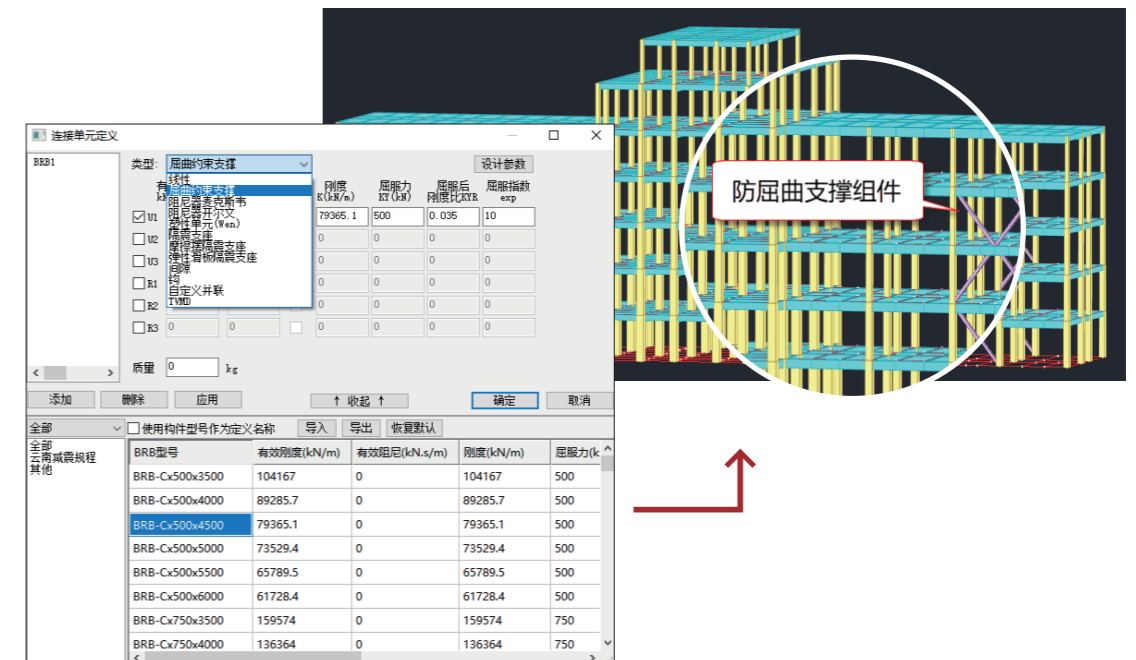 连接单元定义
BRB1
类型: 屈曲约束支撑
设计参数
线性
屈曲约束支撑
阻尼器麦克斯韦
阻尼器开尔文
塑性单元(Wen)
隔震支座
摩擦摆隔震支座
弹性滑板隔震支座
间隙
钩
自定义并联
TVMD
刚度 屈服力 屈服后 屈服指数
K(kN/m) KY(kN) 刚度比KYR exp
U1 79365.1 500 0.035 10
U2 0 0 0 0
U3 0 0 0 0
R1 0 0 0 0
R2 0 0 0 0
R3 0 0 0 0 0 0
质量 0 kg
添加 删除 应用 ↑ 收起 ↑ 确定 取消
全部 使用构件型号作为定义名称 导入 导出 恢复默认
全部
云南减震规程
其他
BRB型号 有效刚度(kN/m) 有效阻尼(kN.s/m) 刚度(kN/m) 屈服力(k
BRB-Cx500x3500 104167 0 104167 500
BRB-Cx500x4000 89285.7 0 89285.7 500
BRB-Cx500x4500 79365.1 0 79365.1 500
BRB-Cx500x5000 73529.4 0 73529.4 500
BRB-Cx500x5500 65789.5 0 65789.5 500
BRB-Cx500x6000 61728.4 0 61728.4 500
BRB-Cx750x3500 159574 0 159574 750
BRB-Cx750x4000 136364 0 136364 750
防屈曲支撑组件